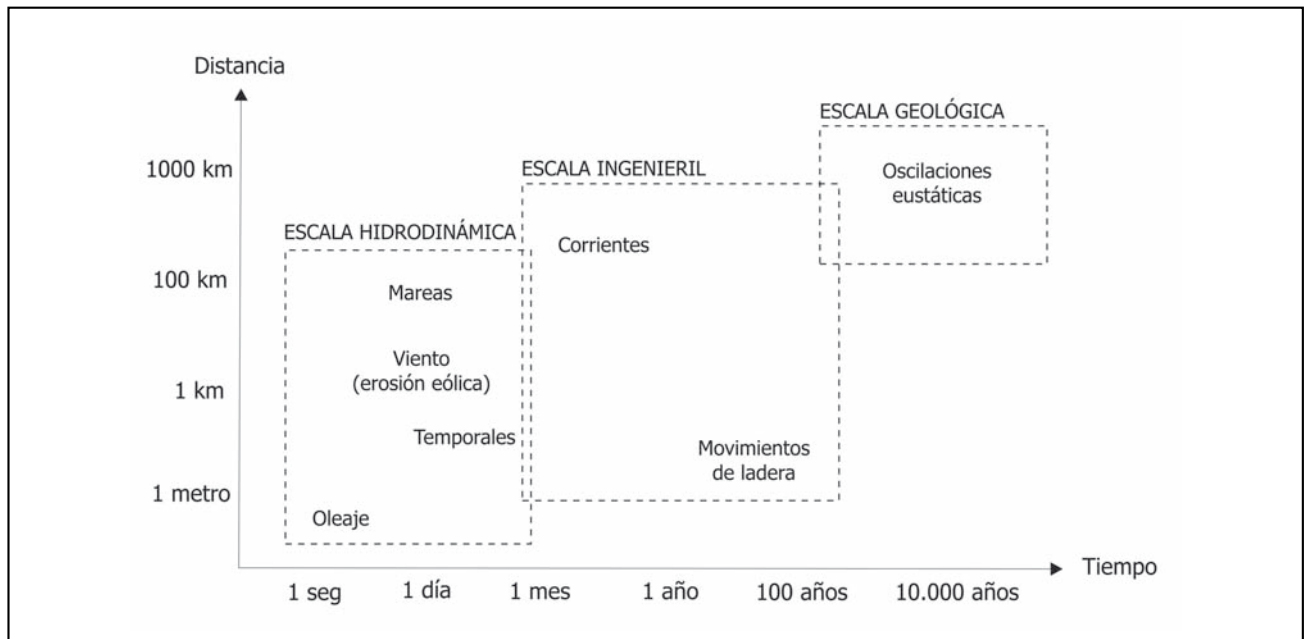 Distancia
ESCALA GEOLÓGICA
1000 km
ESCALA INGENIERIL
Oscilaciones
eustáticas
ESCALA HIDRODINÁMICA
Corrientes
100 km
Mareas
Viento
(erosión eólica)
1 km
Temporales
Movimientos
de ladera
1 metro
Oleaje
Tiempo
1 seg
1 día
1 mes
1 año
100 años
10.000 años